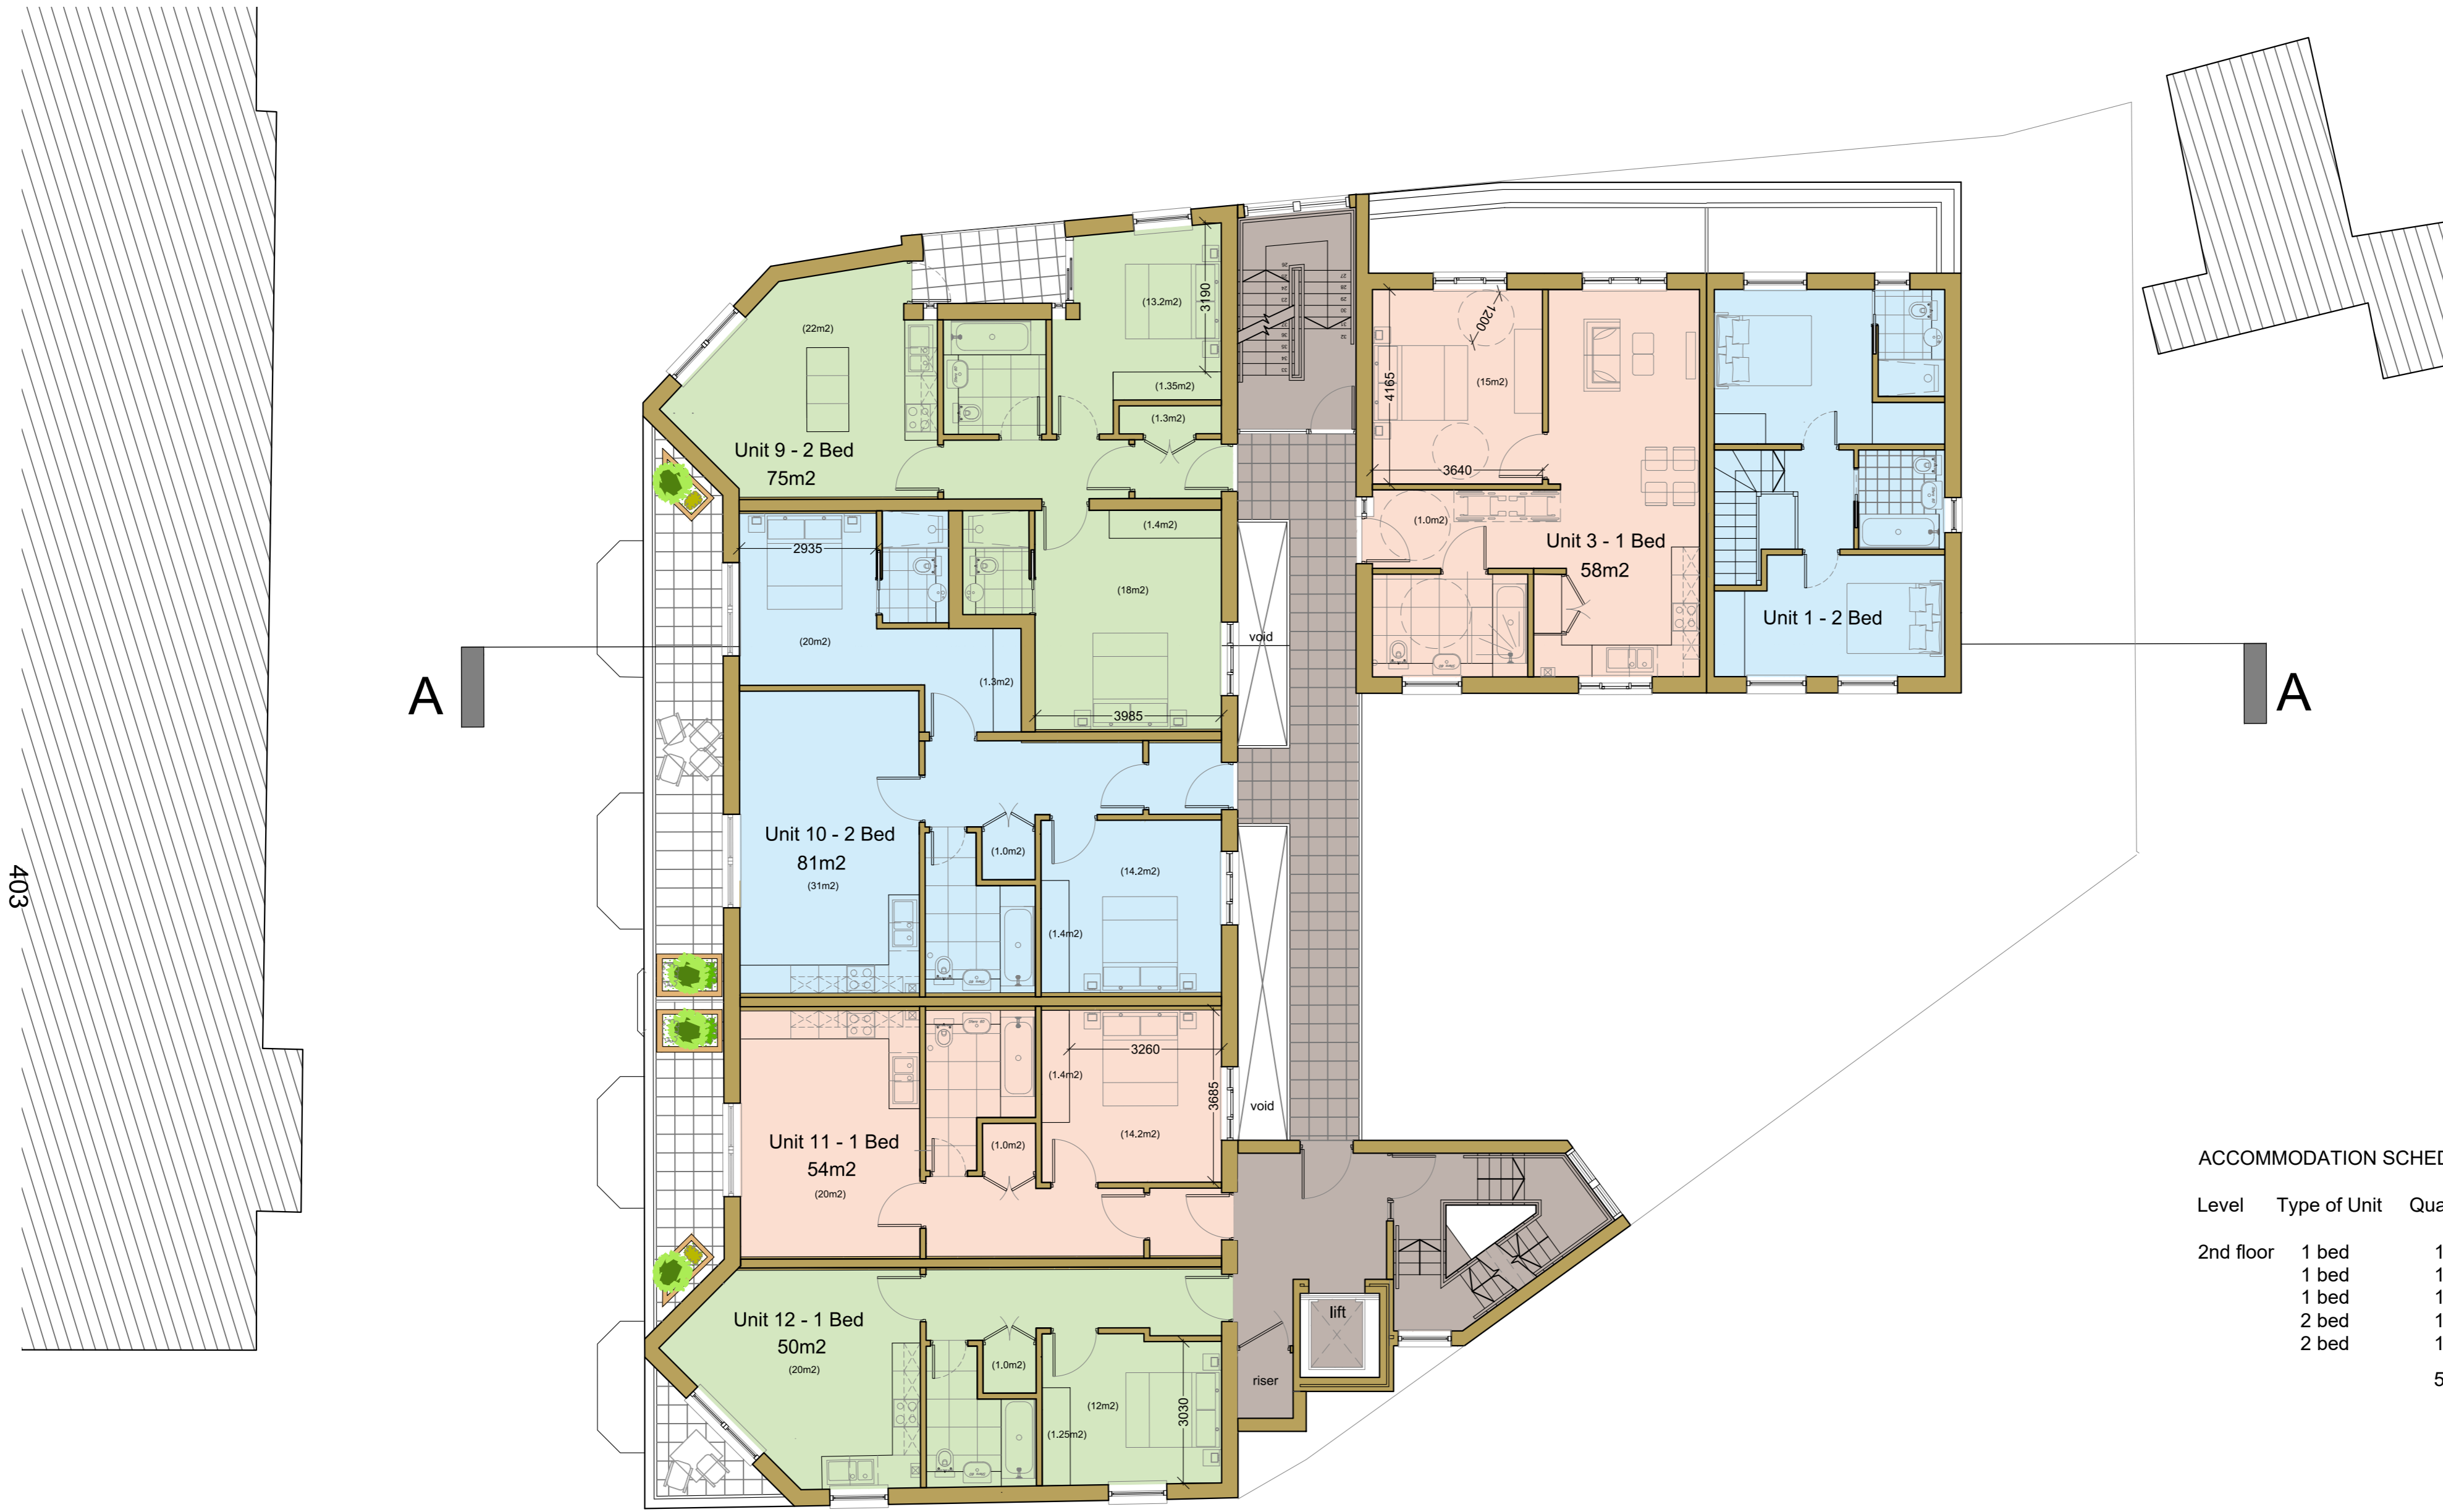 (13.2m2)
3190
(22m2)
(1.35m2)
(1.3m2)
Unit 9 - 2 Bed
75m2
1200
4165
(15m2)
3640
(1.0m2)
Unit 3 - 1 Bed
58m2
Unit 1 - 2 Bed
2935
(1.4m2)
(18m2)
(20m2)
(1.3m2)
3985
void
A
A
Unit 10 - 2 Bed
81m2
(31m2)
(1.0m2)
(14.2m2)
(1.4m2)
403
3260
(1.4m2)
3685
void
Unit 11 - 1 Bed
54m2
(20m2)
(1.0m2)
(14.2m2)
Unit 12 - 1 Bed
50m2
(20m2)
(1.0m2)
(12m2)
3030
(1.25m2)
lift
riser
ACCOMMODATION SCHED
Level Type of Unit Qua
2nd floor 1 bed 1
1 bed 1
1 bed 1
2 bed 1
2 bed 1
5